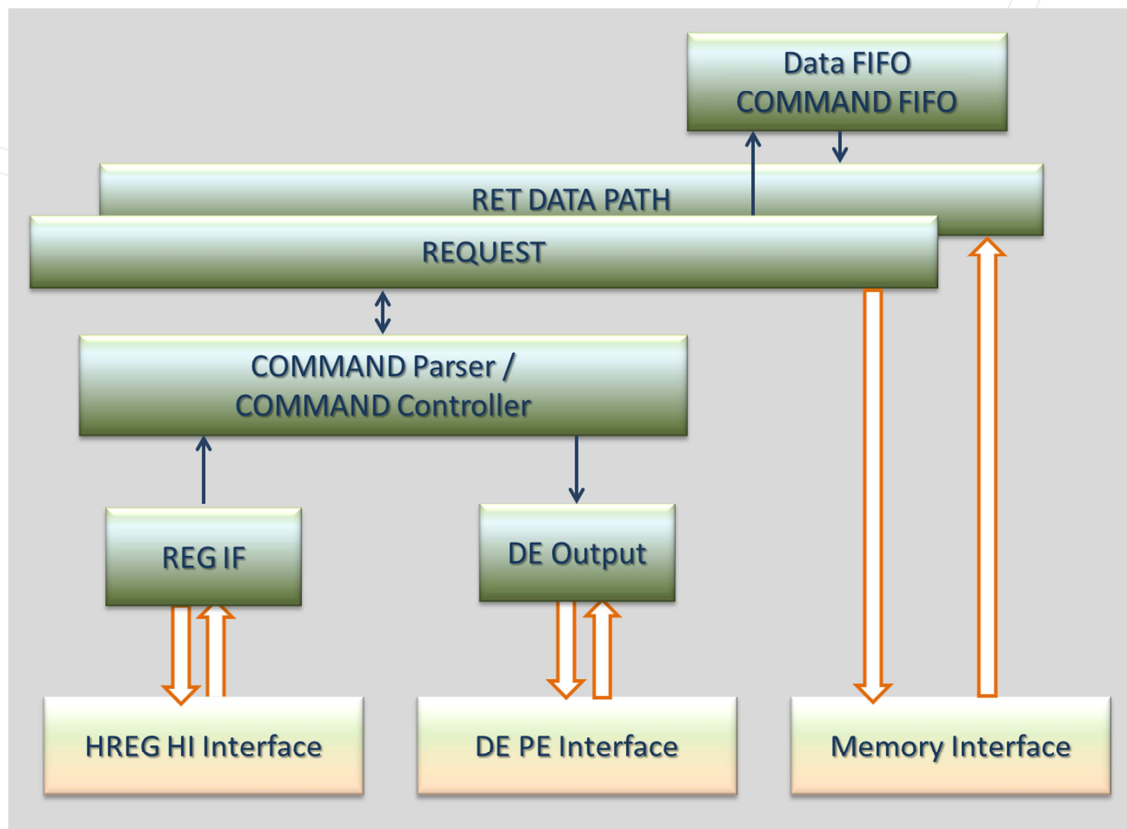 Data FIFO
COMMAND FIFO
RET DATA PATH
REQUEST
COMMAND Parser /
COMMAND Controller
REG IF
DE Output
HREG HI Interface
DE PE Interface
Memory Interface